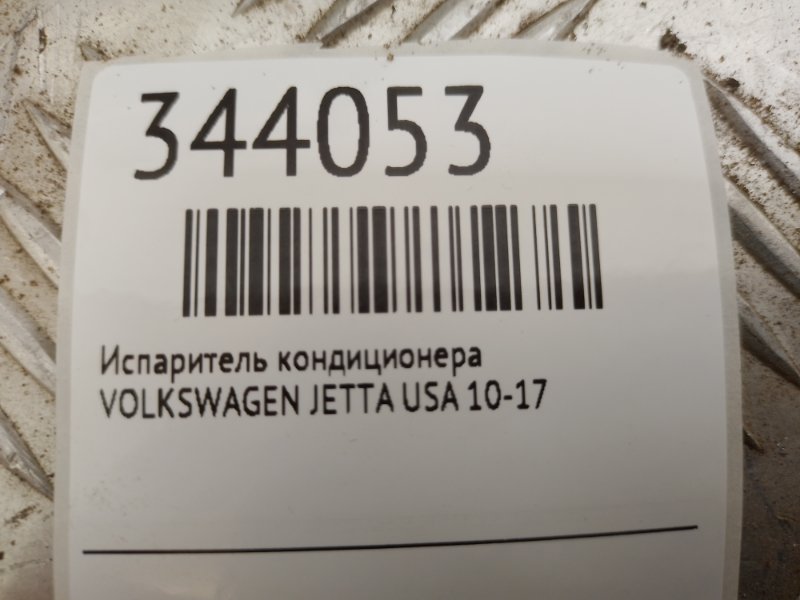 344053
Испаритель кондиционера
VOLKSWAGEN JETTA USA 10-17